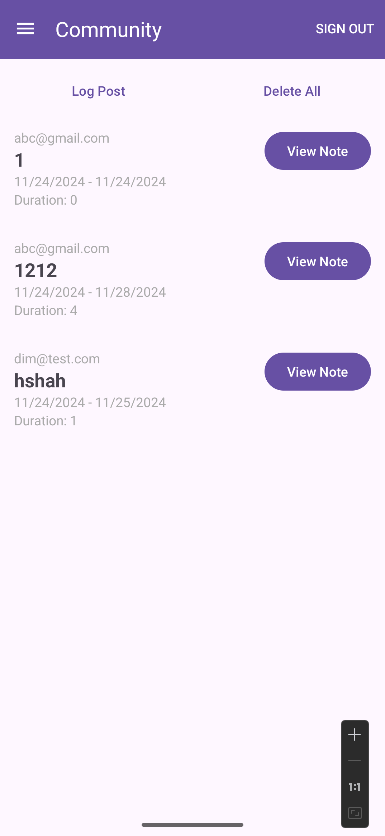 Community
SIGN OUT
Log Post
Delete All
abc@gmail.com
1
11/24/2024 - 11/24/2024
Duration: 0
View Note
abc@gmail.com
1212
11/24/2024 - 11/28/2024
Duration: 4
View Note
dim@test.com
hshah
11/24/2024 - 11/25/2024
Duration: 1
View Note
1:1